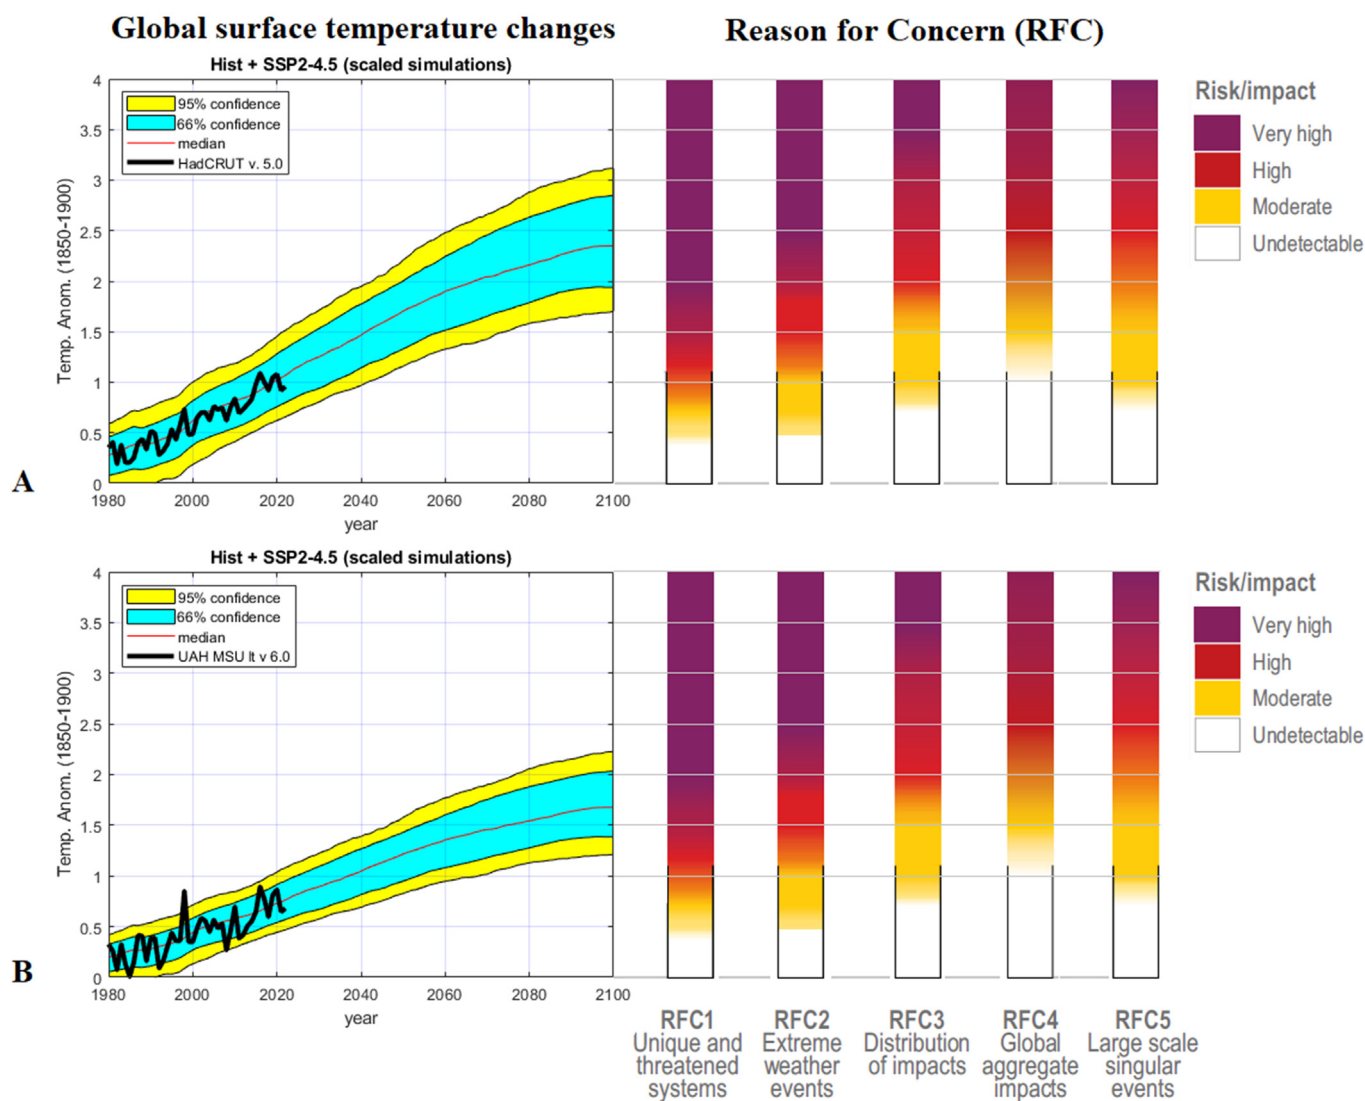 Global surface temperature changes
Reason for Concern (RFC)
Hist + SSP2-4.5 (scaled simulations)
95% confidence
66% confidence
median
HadCRUT v. 5.0
Temp. Anom. (1850-1900)
4
3.5
3
2.5
2
1.5
1
0.5
0
1980
2000
2020
2040
2060
2080
2100
year
A
Risk/impact
Very high
High
Moderate
Undetectable
Hist + SSP2-4.5 (scaled simulations)
95% confidence
66% confidence
median
UAH MSU lt v 6.0
Temp. Anom. (1850-1900)
4
3.5
3
2.5
2
1.5
1
0.5
0
1980
2000
2020
2040
2060
2080
2100
year
B
Risk/impact
Very high
High
Moderate
Undetectable
RFC1
Unique and
threatened
systems
RFC2
Extreme
weather
events
RFC3
Distribution
of impacts
RFC4
Global
aggregate
impacts
RFC5
Large scale
singular
events